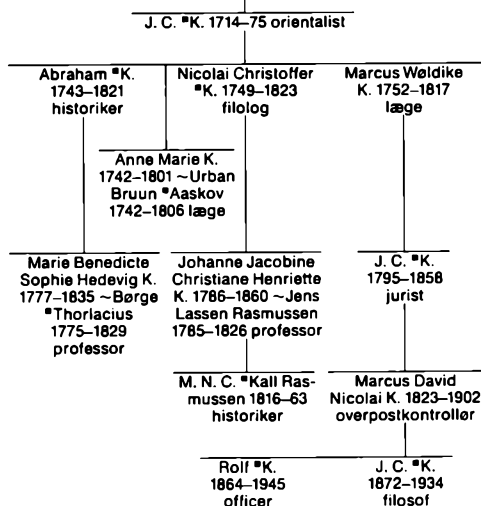 J. C. ▪K. 1714–75 orientalist
Abraham ▪K.
1743–1821
historiker
Nicolai Christoffer
▪K. 1749–1823
filolog
Marcus Wøldike
K. 1752–1817
læge
Anne Marie K.
1742–1801 ~Urban
Bruun ▪Aaskov
1742–1806 læge
Marie Benedicte
Sophie Hedevig K.
1777–1835 ~Børge
▪Thorlacius
1775–1829
professor
Johanne Jacobine
Christiane Henriette
K. 1786–1860 ~Jens
Lassen Rasmussen
1785–1826 professor
J. C. ▪K.
1795–1858
jurist
M. N. C. ▪Kall Ras-
mussen 1816–63
historiker
Marcus David
Nicolai K. 1823–1902
overpostkontrollør
Rolf ▪K.
1864–1945
officer
J. C. ▪K.
1872–1934
filosof